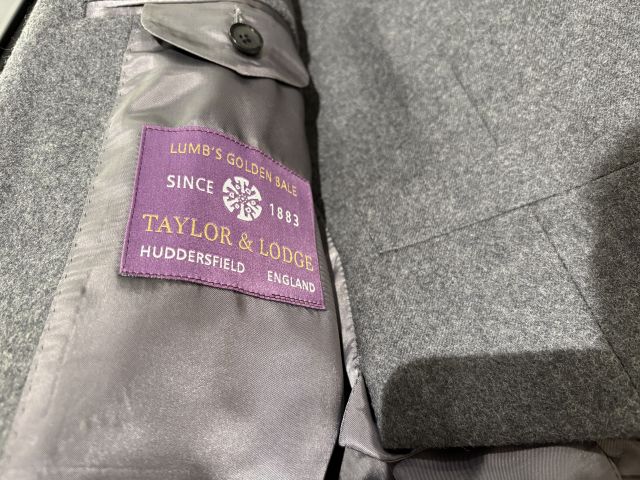 LUMB'S GOLDEN BALE
SINCE 1883
TAYLOR & LODGE
HUDDERSFIELD ENGLAND